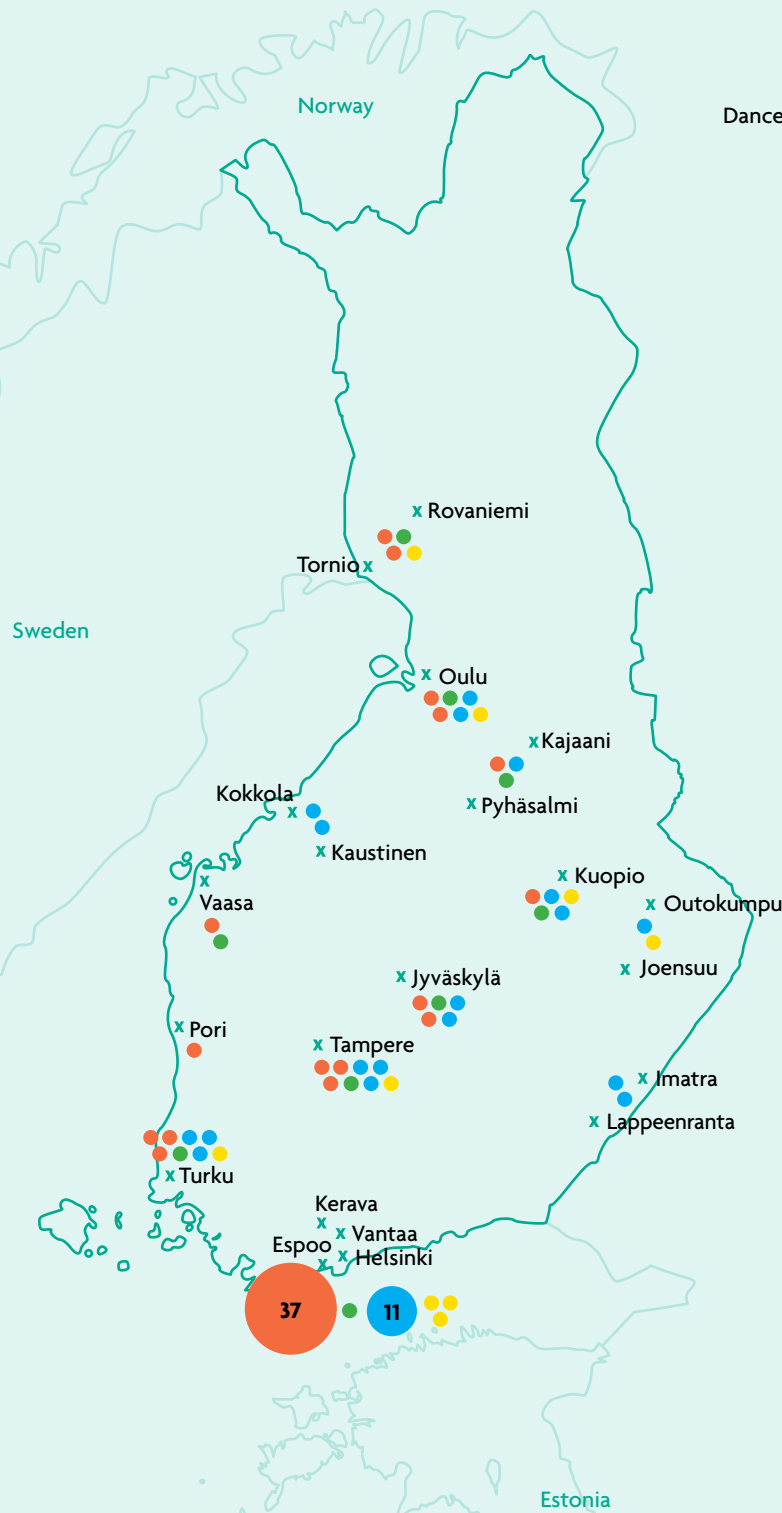 Norway
Dance
x Rovaniemi
Tornio x
Sweden
x Oulu
x Kajaani
Kokkola
x
x Pyhäsalmi
x Kaustinen
x Kuopio
x
Vaasa
x Outokumpu
x Joensuu
x Jyväskylä
x Pori
x Tampere
x Imatra
x Lappeenranta
x Turku
Kerava
x
x Vantaa
Espoo
x Helsinki
x
37
11
Estonia